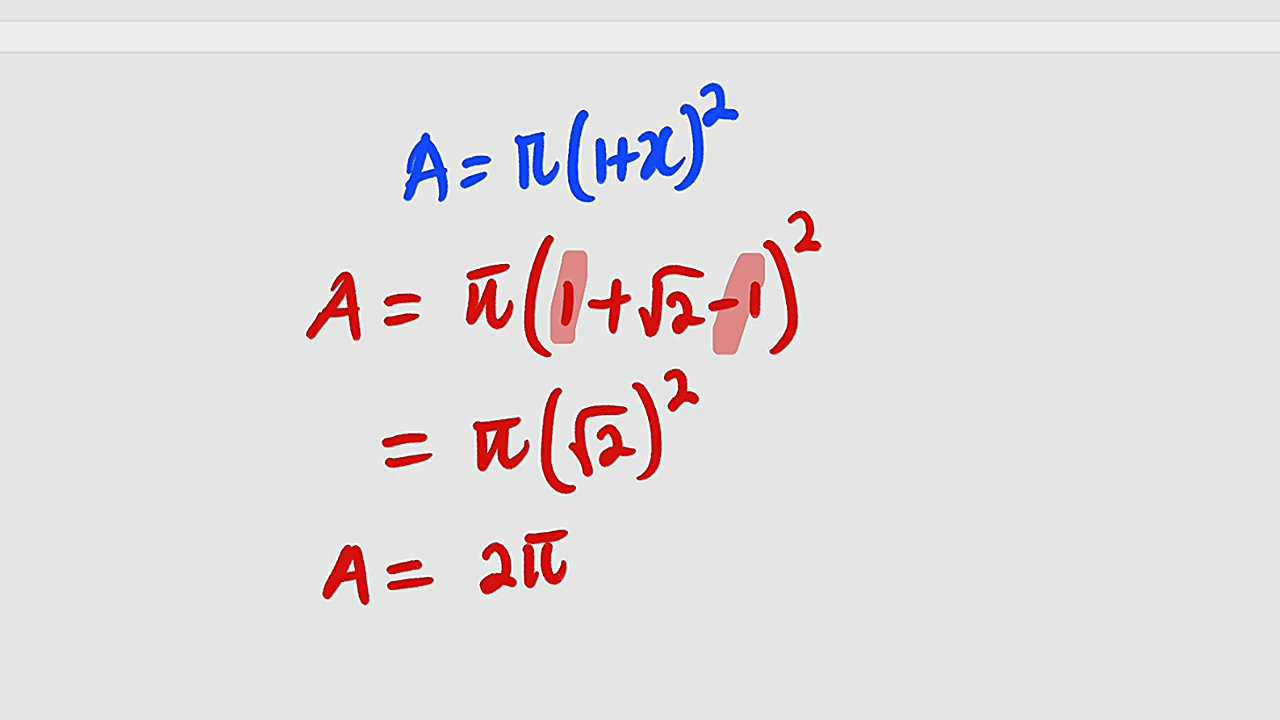 A = π(1+x)²
A = π(1+√2-1)²
= π(√2)²
A = 2π